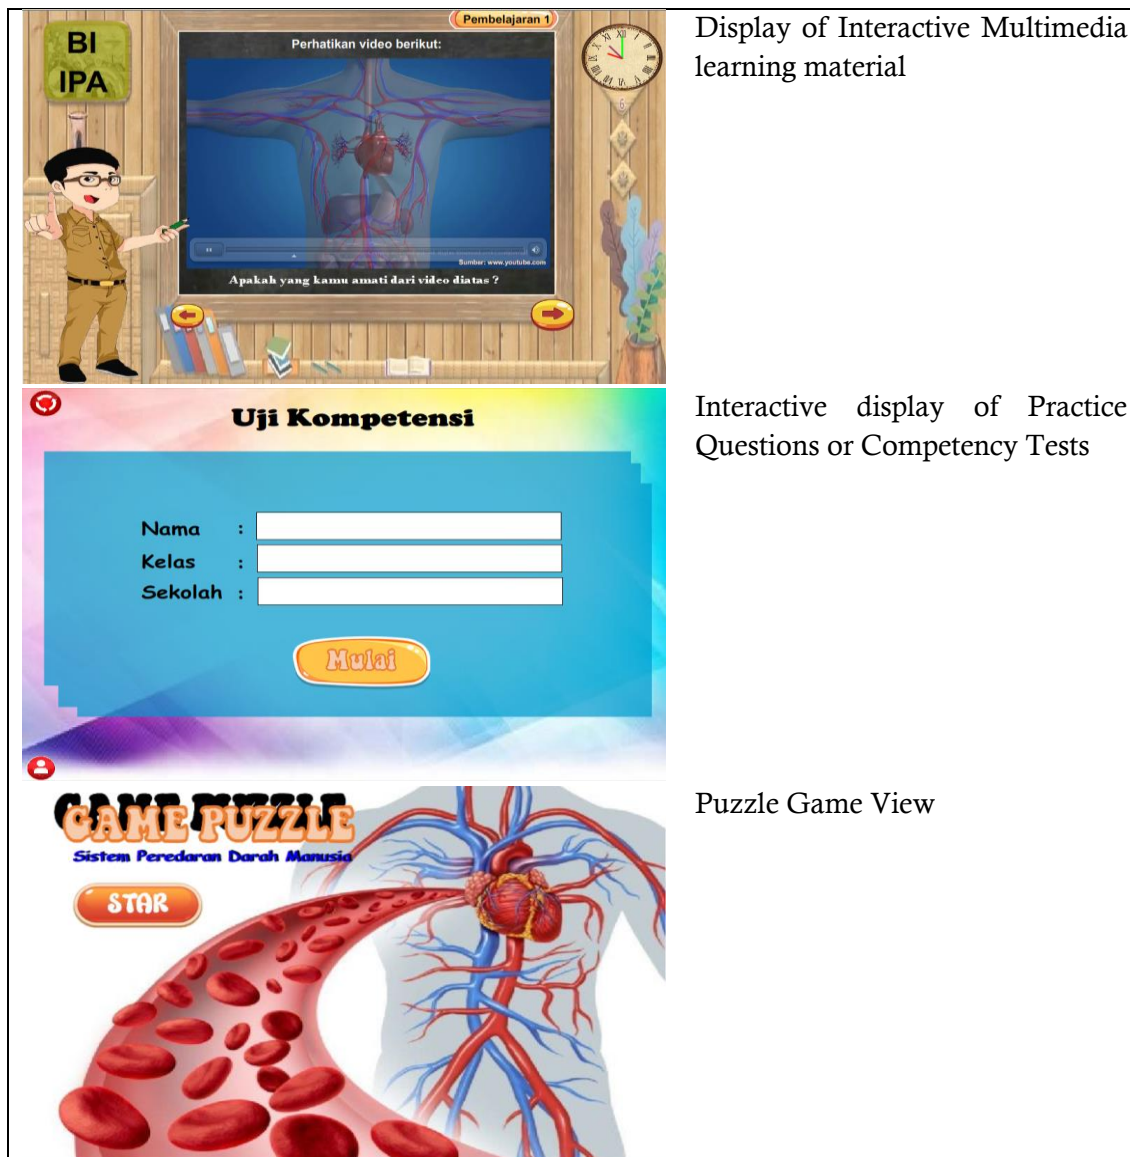 Pembelajaran 1
BI
IPA
Perhatikan video berikut:
Sumber: www.youtube.com
Apakah yang kamu amati dari video diatas ?
Display of Interactive Multimedia
learning material
Uji Kompetensi
Nama :
Kelas :
Sekolah :
Mulai
Interactive display of Practice
Questions or Competency Tests
GAME PUZZLE
Sistem Peredaran Darah Manusia
STAR
Puzzle Game View